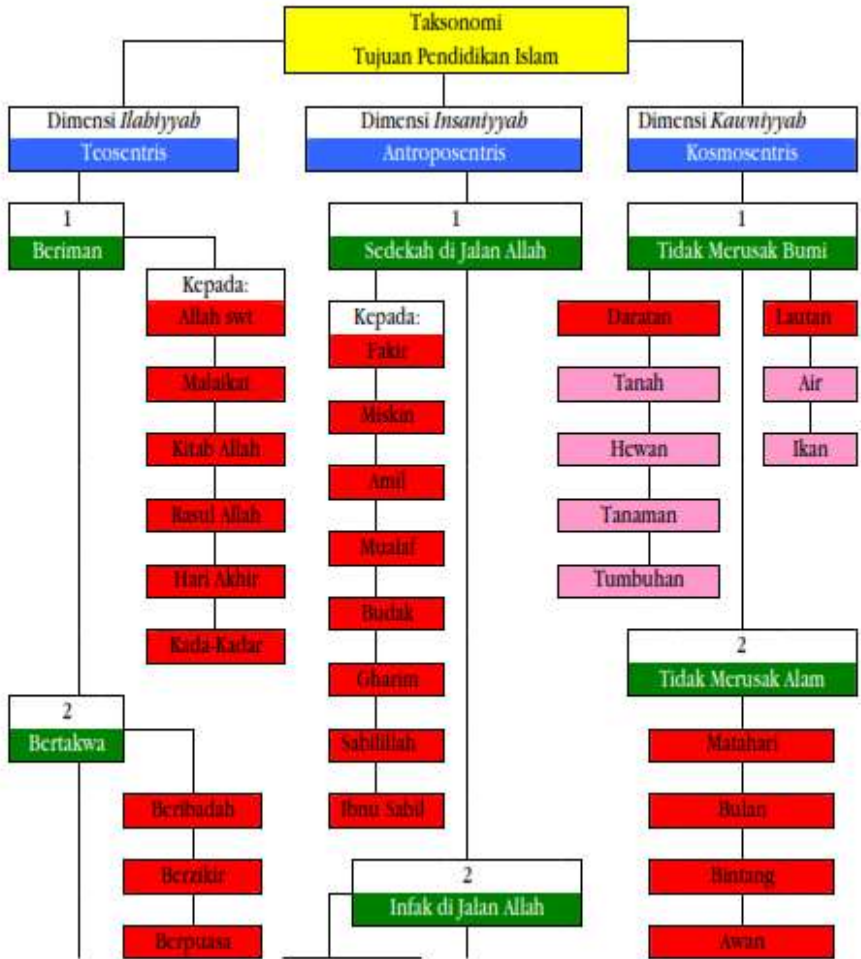 Taksonomi
Tujuan Pendidikan Islam
Dimensi Ilahiyyah
Teosentris
1
Beriman
Kepada:
Allah swt
Malaikat
Kitab Allah
Rasul Allah
Hari Akhir
Kada-Kadar
2
Bertakwa
Beribadah
Berzikir
Berpuasa
Dimensi Insaniyyah
Antroposentris
1
Sedekah di Jalan Allah
Kepada:
Fakir
Miskin
Amil
Mualaf
Budak
Gharim
Sabilillah
Ibnu Sabil
2
Infak di Jalan Allah
Dimensi Kawniyyah
Kosmosentris
1
Tidak Merusak Bumi
Daratan
Tanah
Hewan
Tanaman
Tumbuhan
Lautan
Air
Ikan
2
Tidak Merusak Alam
Matahari
Bulan
Bintang
Awan